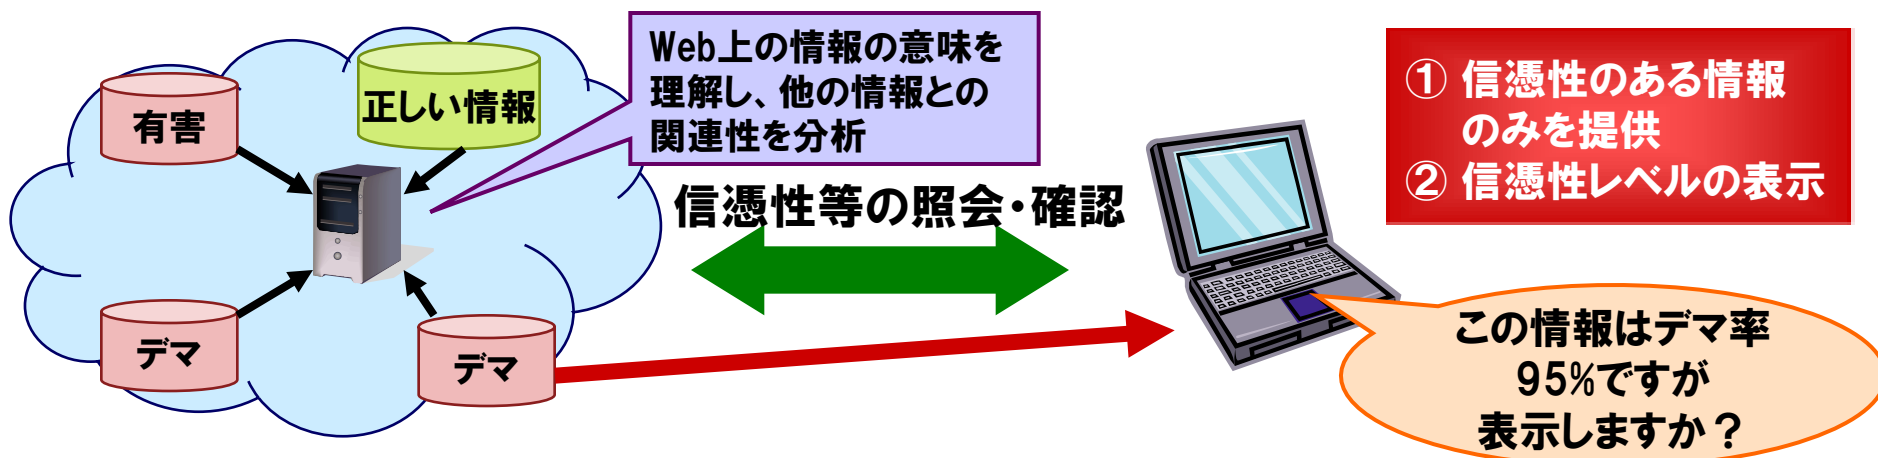 有害
正しい情報
デマ
デマ
Web上の情報の意味を
理解し、他の情報との
関連性を分析
信憑性等の照会・確認
① 信憑性のある情報
のみを提供
② 信憑性レベルの表示
この情報はデマ率
95%ですが
表示しますか？